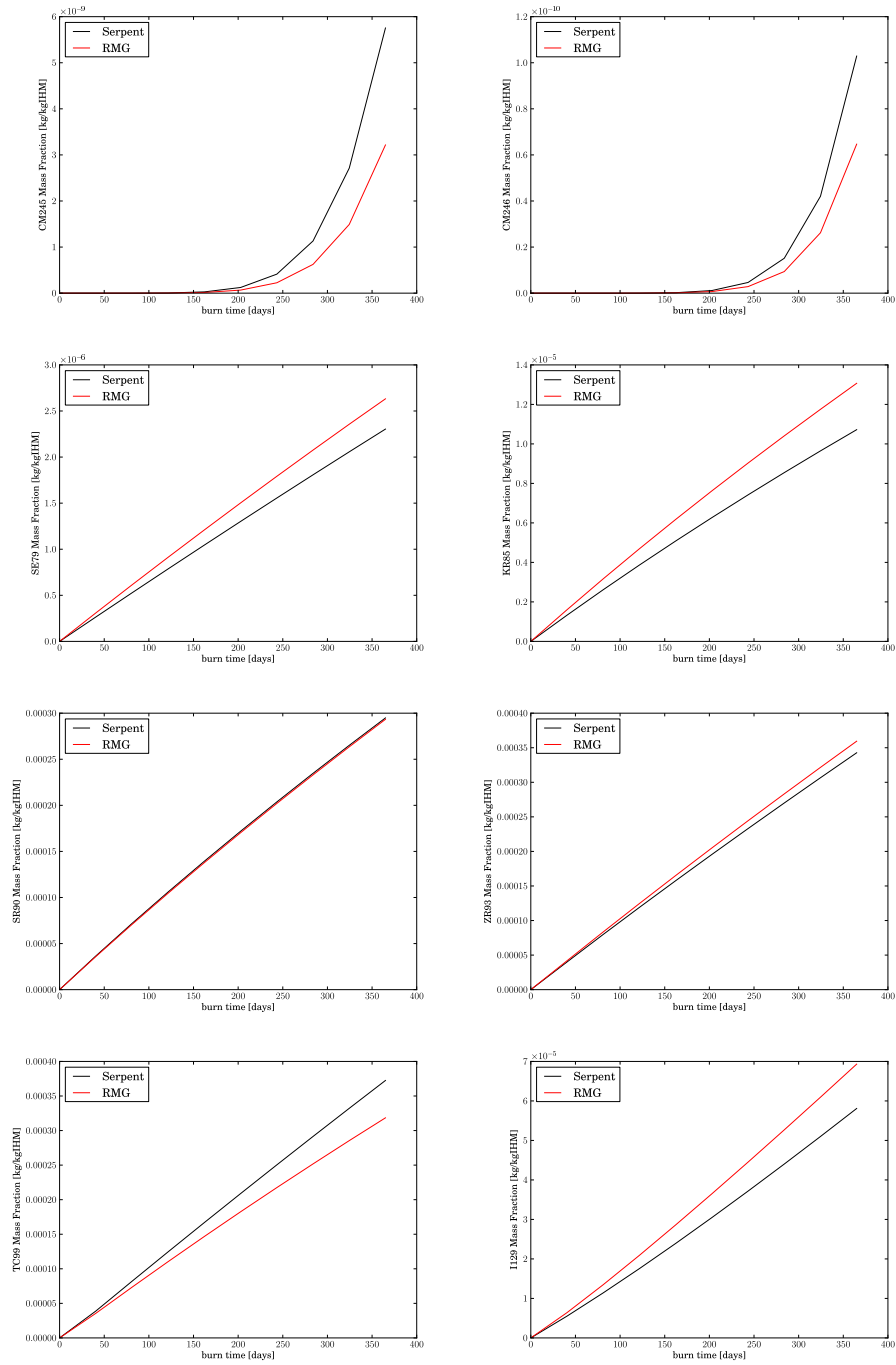 ×10⁻⁹
6
5
4
3
2
1
0
CM245 Mass Fraction [kg/kgIHM]
Serpent
RMG
0 50 100 150 200 250 300 350 400
burn time [days]
×10⁻¹⁰
1.2
1.0
0.8
0.6
0.4
0.2
0.0
CM246 Mass Fraction [kg/kgIHM]
Serpent
RMG
0 50 100 150 200 250 300 350 400
burn time [days]
×10⁻⁶
3.0
2.5
2.0
1.5
1.0
0.5
0.0
SE79 Mass Fraction [kg/kgIHM]
Serpent
RMG
0 50 100 150 200 250 300 350 400
burn time [days]
×10⁻⁵
1.4
1.2
1.0
0.8
0.6
0.4
0.2
0.0
KR85 Mass Fraction [kg/kgIHM]
Serpent
RMG
0 50 100 150 200 250 300 350 400
burn time [days]
0.00030
0.00025
0.00020
0.00015
0.00010
0.00005
0.00000
SR90 Mass Fraction [kg/kgIHM]
Serpent
RMG
0 50 100 150 200 250 300 350 400
burn time [days]
0.00040
0.00035
0.00030
0.00025
0.00020
0.00015
0.00010
0.00005
0.00000
ZR93 Mass Fraction [kg/kgIHM]
Serpent
RMG
0 50 100 150 200 250 300 350 400
burn time [days]
0.00040
0.00035
0.00030
0.00025
0.00020
0.00015
0.00010
0.00005
0.00000
TC99 Mass Fraction [kg/kgIHM]
Serpent
RMG
0 50 100 150 200 250 300 350 400
burn time [days]
×10⁻⁵
7
6
5
4
3
2
1
0
I129 Mass Fraction [kg/kgIHM]
Serpent
RMG
0 50 100 150 200 250 300 350 400
burn time [days]